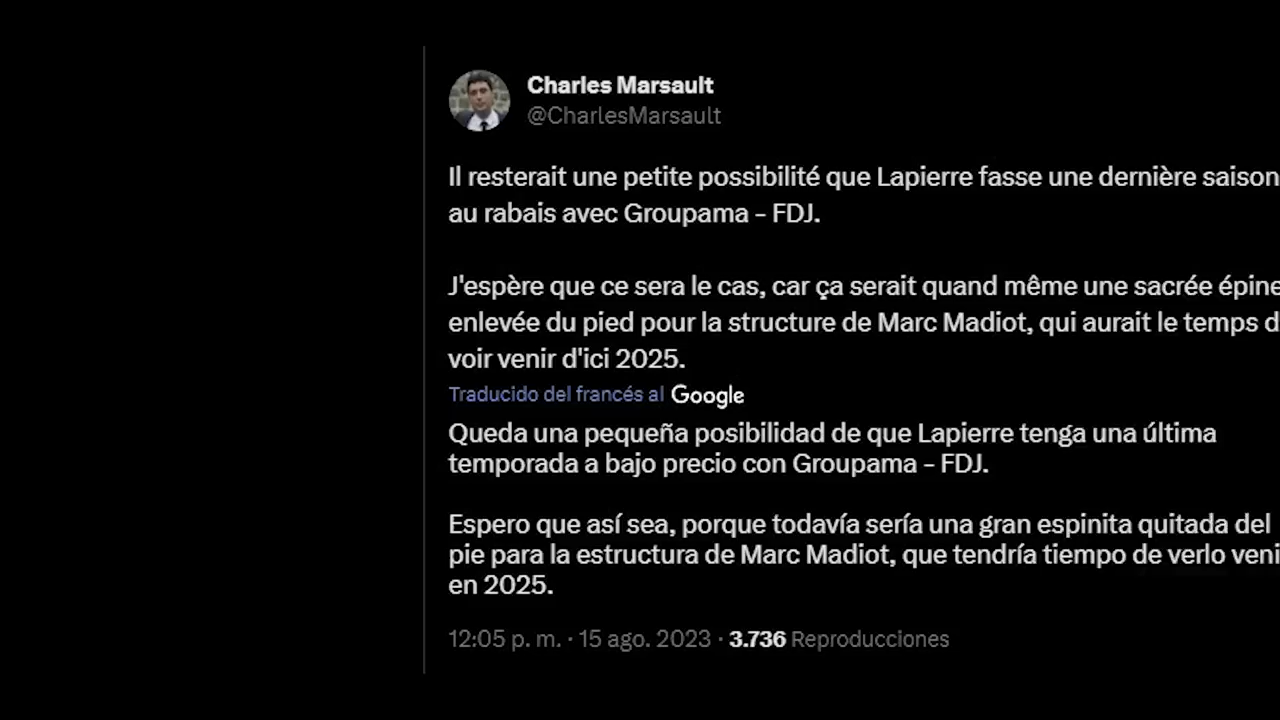 Charles Marsault
@CharlesMarsault
Il resterait une petite possibilité que Lapierre fasse une dernière saison
au rabais avec Groupama - FDJ.
J'espère que ce sera le cas, car ça serait quand même une sacrée épine
enlevée du pied pour la structure de Marc Madiot, qui aurait le temps d
voir venir d'ici 2025.
Traducido del francés al Google
Queda una pequeña posibilidad de que Lapierre tenga una última
temporada a bajo precio con Groupama - FDJ.
Espero que así sea, porque todavía sería una gran espinita quitada del
pie para la estructura de Marc Madiot, que tendría tiempo de verlo veni
en 2025.
12:05 p. m. · 15 ago. 2023 · 3.736 Reproducciones